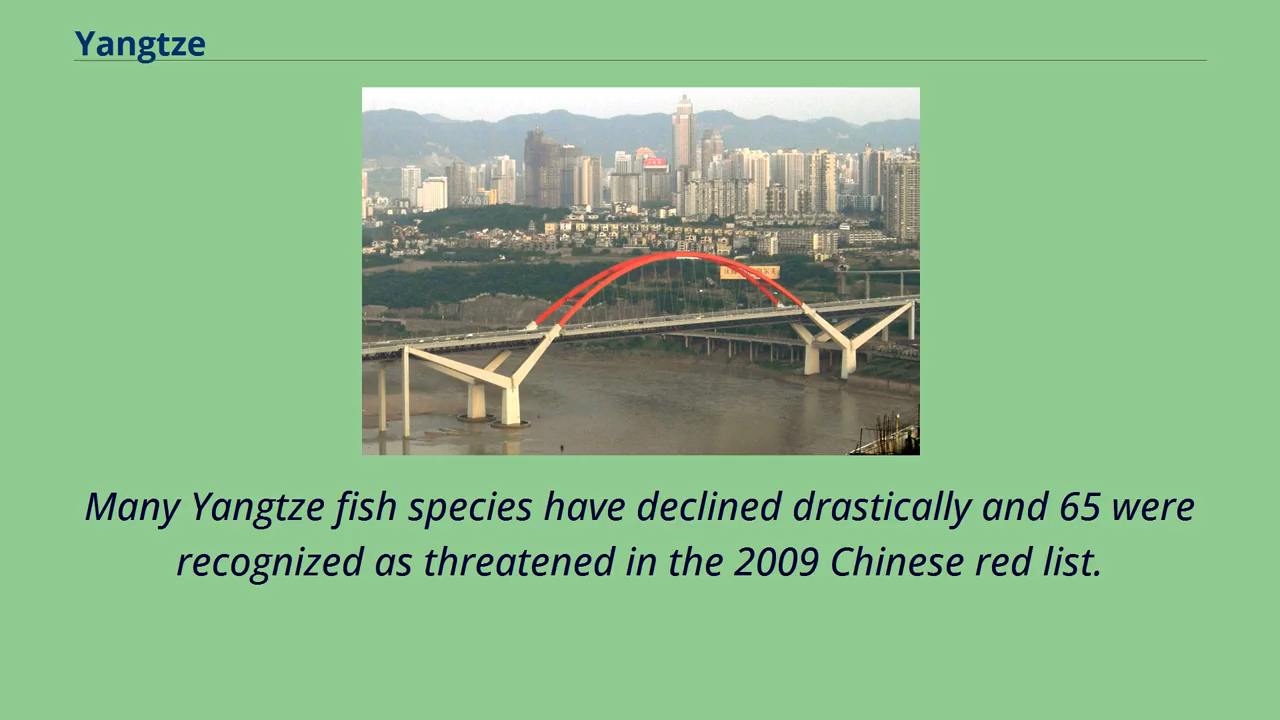 Yangtze
Many Yangtze fish species have declined drastically and 65 were
recognized as threatened in the 2009 Chinese red list.